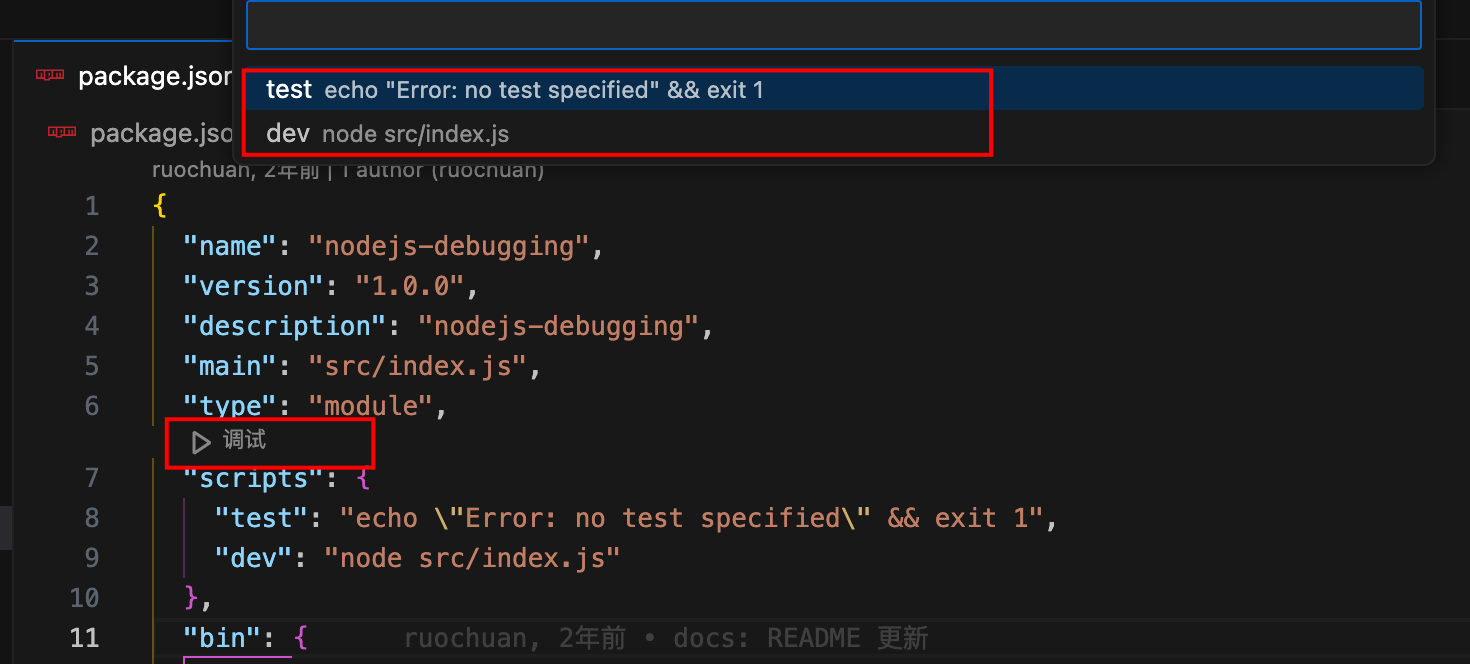 package.json
test echo "Error: no test specified" && exit 1
dev node src/index.js
package.jso
ruochuan, 2年前 | 1 author (ruochuan)
1 {
2 "name": "nodejs-debugging",
3 "version": "1.0.0",
4 "description": "nodejs-debugging",
5 "main": "src/index.js",
6 "type": "module",
调试
7 "scripts": {
8 "test": "echo \"Error: no test specified\" && exit 1",
9 "dev": "node src/index.js"
10 },
11 "bin": { ruochuan, 2年前 • docs: README 更新